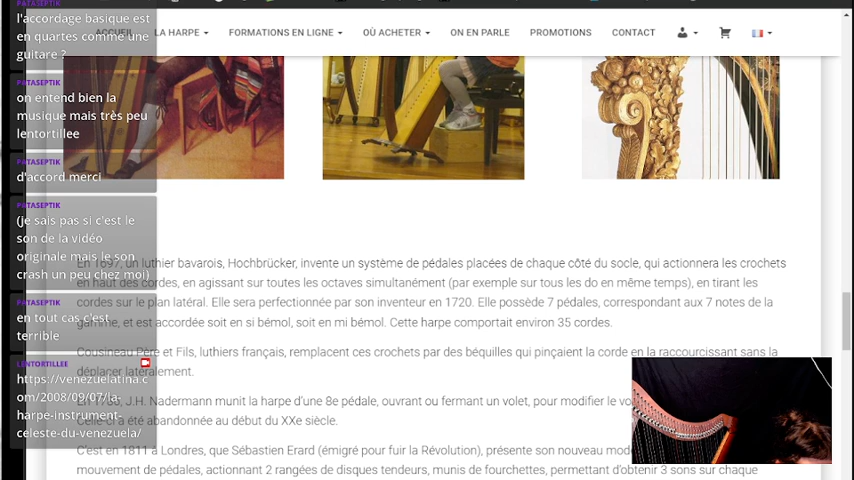 PATASEPTIK
l'accordage basique est
en quartes comme une
guitare ?
PATASEPTIK
on entend bien la
musique mais très peu
lentortillee
PATASEPTIK
d'accord merci
PATASEPTIK
(je sais pas si c'est le
son de la vidéo
originale mais le son
crash un peu chez moi)
PATASEPTIK
en tout cas c'est
terrible
LENTORTILLEE
https://venezuelatina.c
om/2008/09/07/la-
harpe-instrument-
celeste-du-venezuela/
ACCUEIL LA HARPE FORMATIONS EN LIGNE OÙ ACHETER ON EN PARLE PROMOTIONS CONTACT
En 1697, un luthier bavarois, Hochbrücker, invente un système de pédales placées de chaque côté du socle, qui actionnera les crochets
en haut des cordes, en agissant sur toutes les octaves simultanément (par exemple sur tous les do en même temps), en tirant les
cordes sur le plan latéral. Elle sera perfectionnée par son inventeur en 1720. Elle possède 7 pédales, correspondant aux 7 notes de la
gamme, et est accordée soit en si bémol, soit en mi bémol. Cette harpe comportait environ 35 cordes.
Cousineau Père et Fils, luthiers français, remplacent ces crochets par des béquilles qui pinçaient la corde en la raccourcissant sans la
déplacer latéralement.
J.H. Nadermann munit la harpe d'une 8e pédale, ouvrant ou fermant un volet, pour modifier le
Celle-ci a été abandonnée au début du XXe siècle.
C'est en 1811 à Londres, que Sébastien Erard (émigré pour fuir la Révolution), présente son nouveau
mouvement de pédales, actionnant 2 rangées de disques tendeurs, munis de fourchettes, permettant d'obtenir 3 sons sur chaque